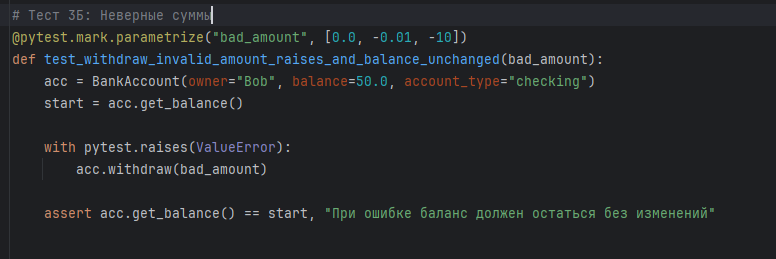 # Тест 3Б: Неверные суммы
@pytest.mark.parametrize("bad_amount", [0.0, -0.01, -10])
def test_withdraw_invalid_amount_raises_and_balance_unchanged(bad_amount):
    acc = BankAccount(owner="Bob", balance=50.0, account_type="checking")
    start = acc.get_balance()

    with pytest.raises(ValueError):
        acc.withdraw(bad_amount)

    assert acc.get_balance() == start, "При ошибке баланс должен остаться без изменений"